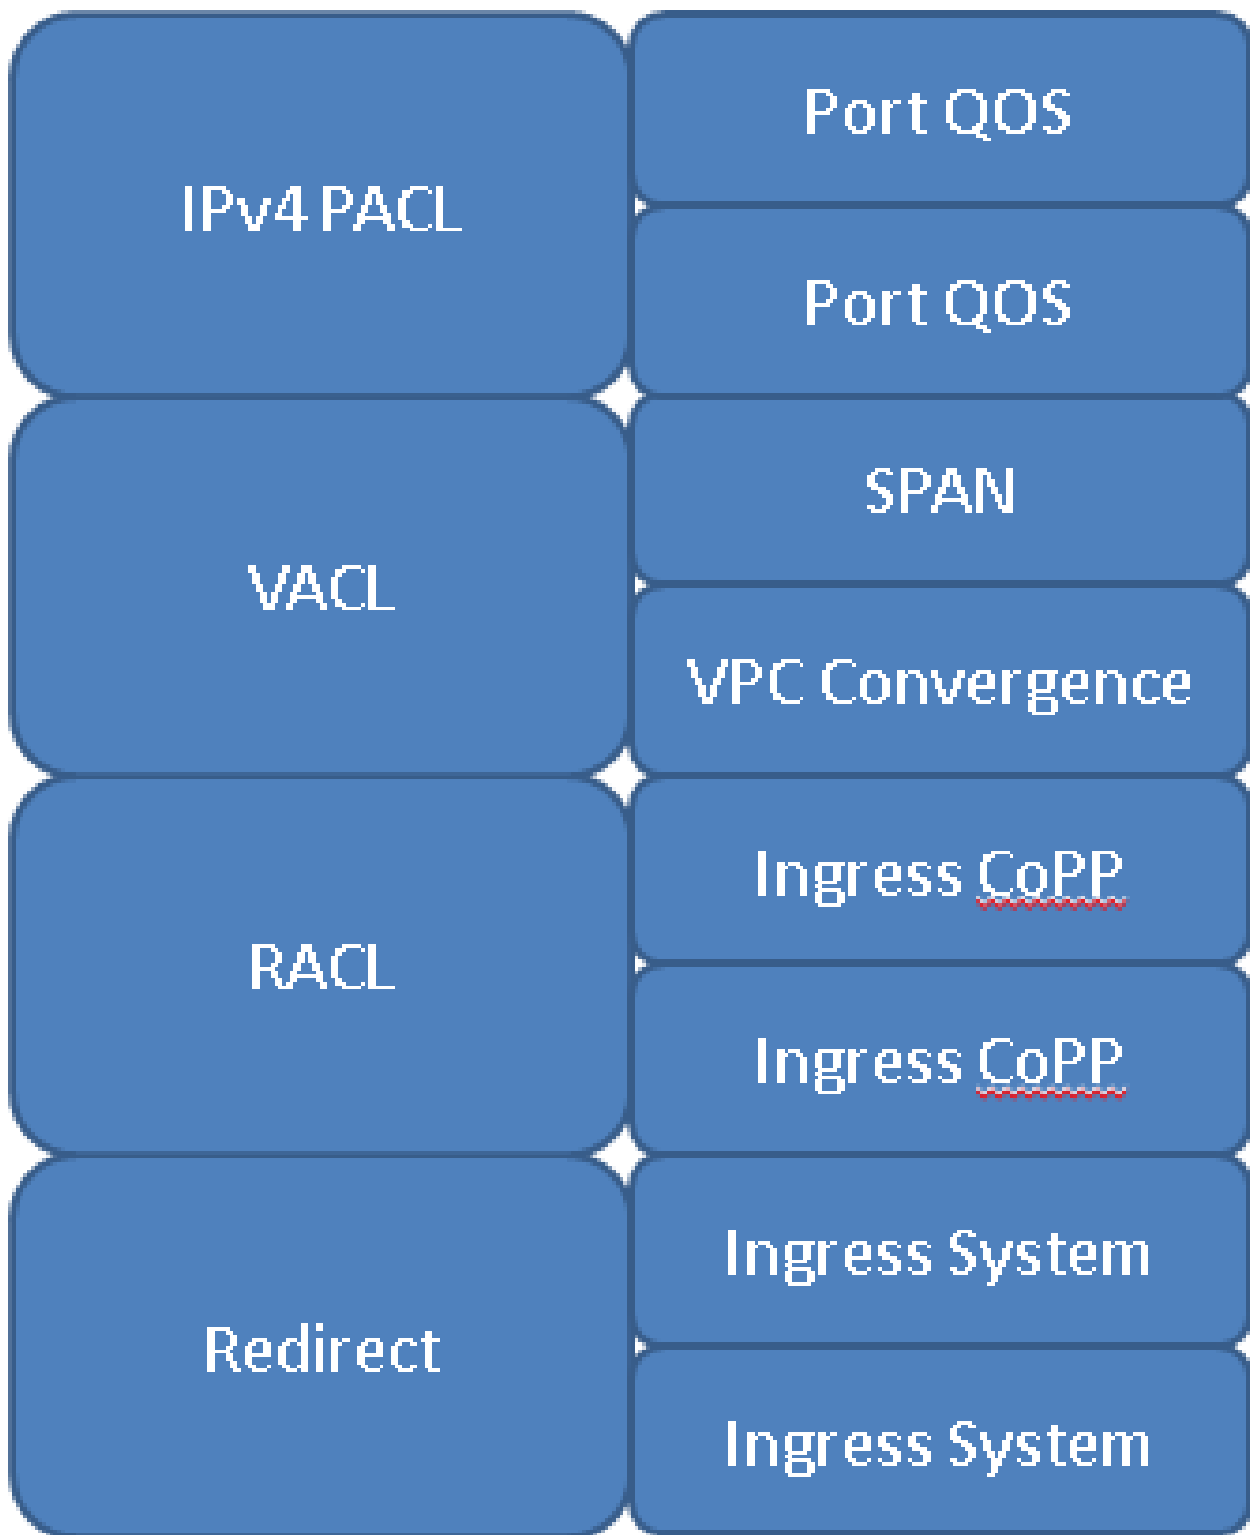 IPv4 PACL
Port QOS
Port QOS
VACL
SPAN
VPC Convergence
RACL
Ingress CoPP
Ingress CoPP
Redirect
Ingress System
Ingress System